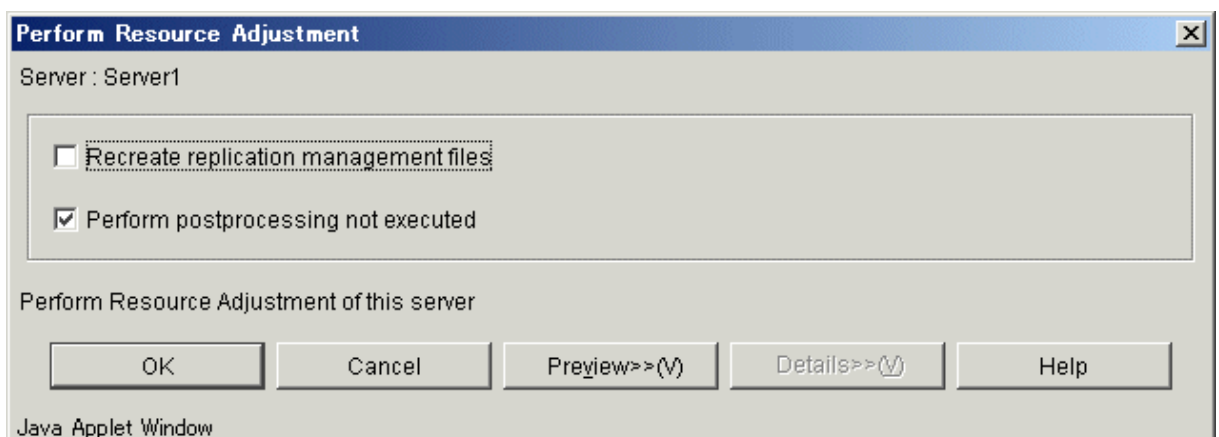 Perform Resource Adjustment
Server : Server1
Recreate replication management files
Perform postprocessing not executed
Perform Resource Adjustment of this server
OK Cancel Preview>>(V) Details>>(V) Help
Java Applet Window